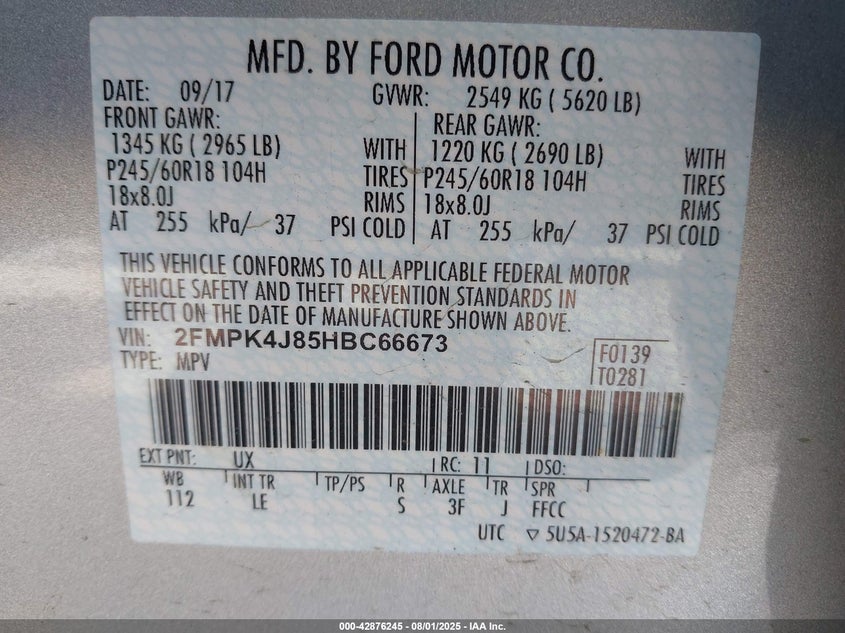 MFD. BY FORD MOTOR CO.
DATE: 09/17 GVWR: 2549 KG ( 5620 LB)
FRONT GAWR: REAR GAWR:
1345 KG ( 2965 LB) WITH 1220 KG ( 2690 LB) WITH
P245/60R18 104H TIRES P245/60R18 104H TIRES
18x8.0J RIMS 18x8.0J RIMS
AT 255 kPa/ 37 PSI COLD AT 255 kPa/ 37 PSI COLD
THIS VEHICLE CONFORMS TO ALL APPLICABLE FEDERAL MOTOR
VEHICLE SAFETY AND THEFT PREVENTION STANDARDS IN
EFFECT ON THE DATE OF MANUFACTURE SHOWN ABOVE.
VIN: 2FMPK4J85HBC66673 F0139
TYPE: MPV T0281
EXT PNT: UX RC: 11 DSO:
WB INT TR TP/PS R AXLE TR SPR
112 LE S 3F J FFCC
UTC ▽ 5U5A-1520472-BA
000-42876245 - 08/01/2025 - IAA Inc.